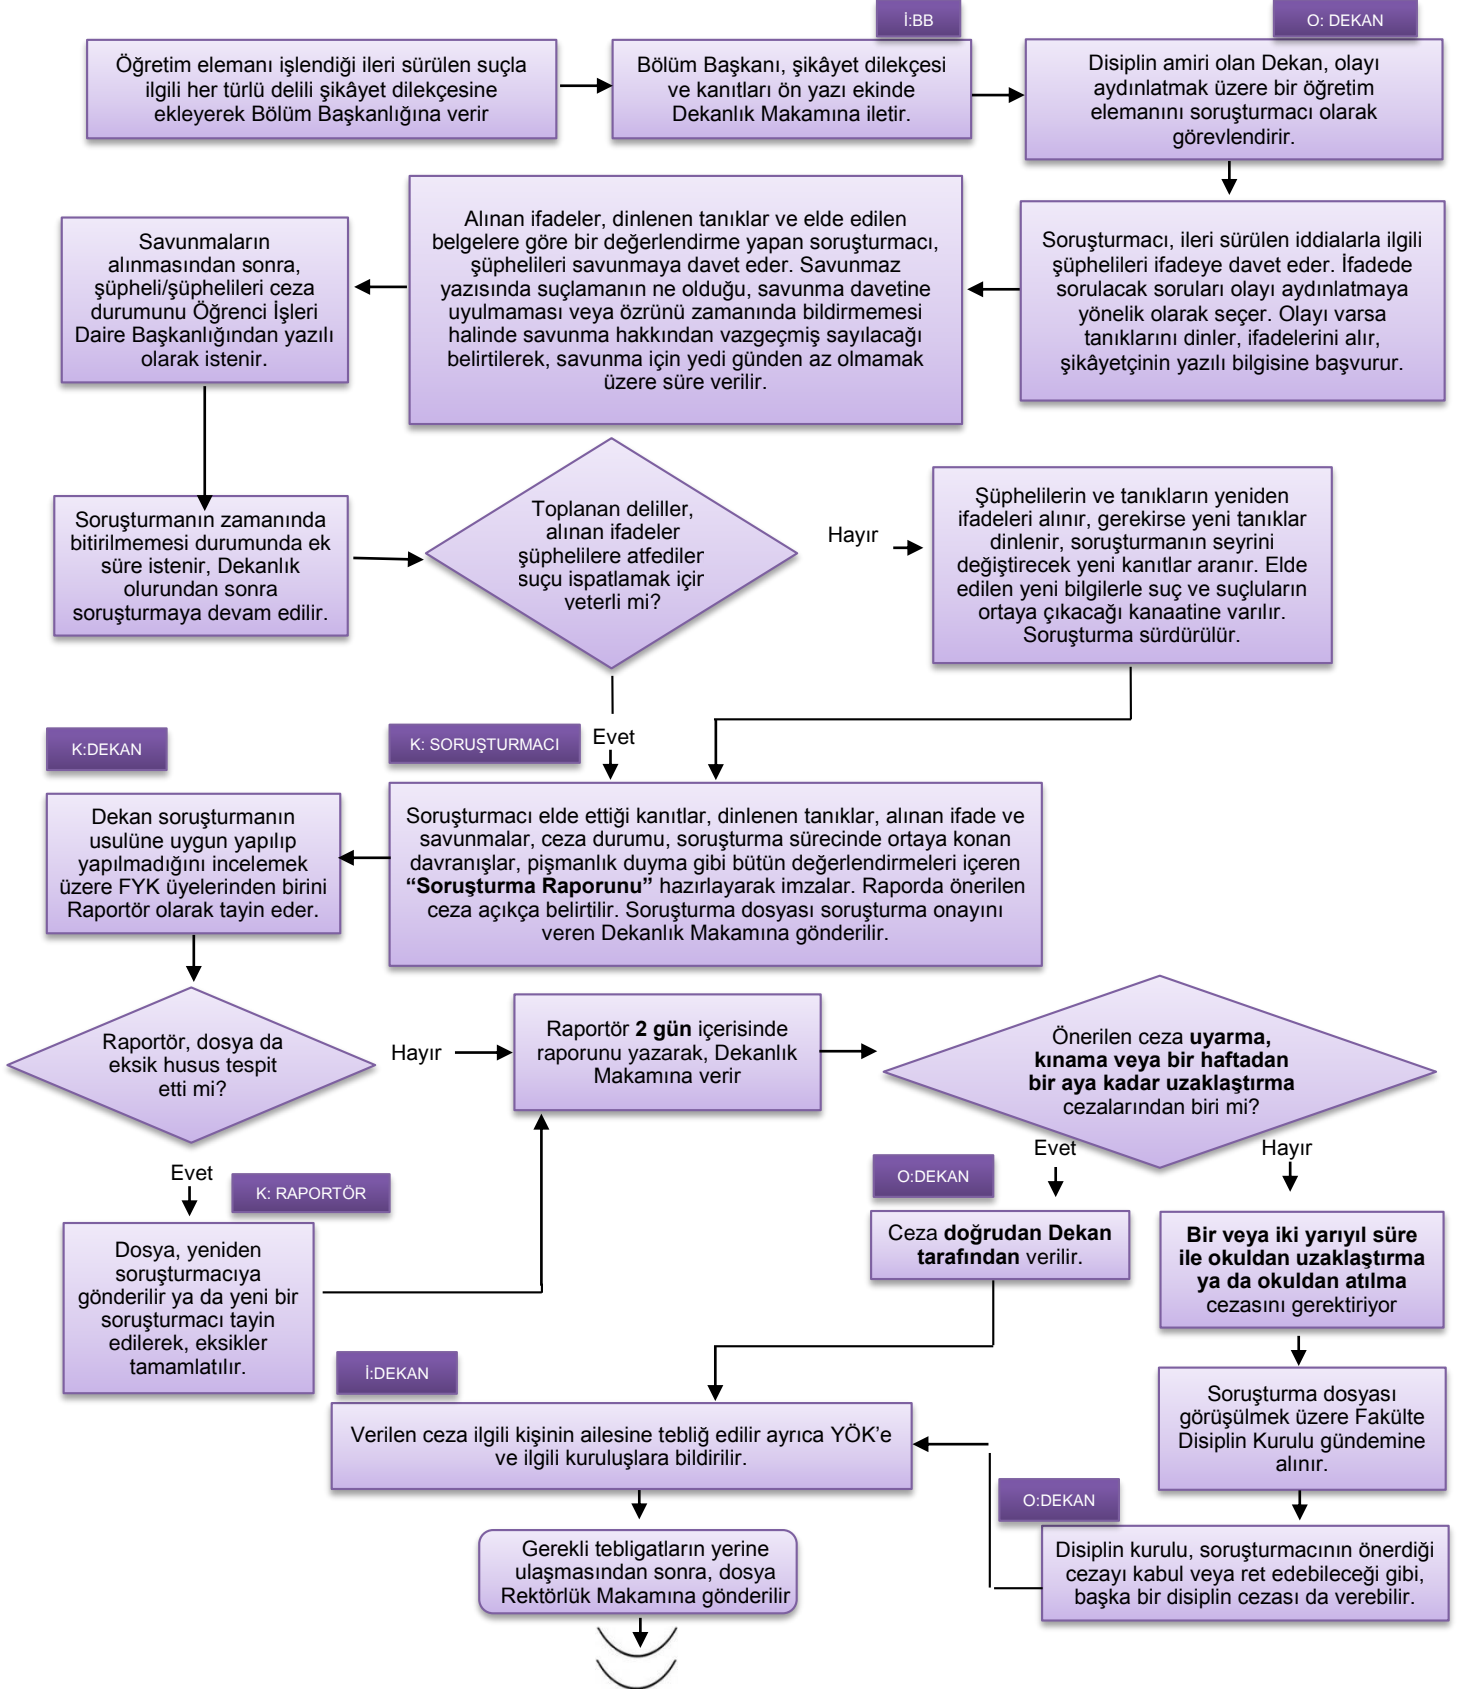 İ:BB
O: DEKAN
Öğretim elemanı işlendiği ileri sürülen suçla
ilgili her türlü delili şikâyet dilekçesine
ekleyerek Bölüm Başkanlığına verir
Bölüm Başkanı, şikâyet dilekçesi
ve kanıtları ön yazı ekinde
Dekanlık Makamına iletir.
Disiplin amiri olan Dekan, olayı
aydınlatmak üzere bir öğretim
elemanını soruşturmacı olarak
görevlendirir.
Soruşturmacı, ileri sürülen iddialarla ilgili
şüphelileri ifadeye davet eder. İfadede
sorulacak soruları olayı aydınlatmaya
yönelik olarak seçer. Olayı varsa
tanıklarını dinler, ifadelerini alır,
şikâyetçinin yazılı bilgisine başvurur.
Alınan ifadeler, dinlenen tanıklar ve elde edilen
belgelere göre bir değerlendirme yapan soruşturmacı,
şüphelileri savunmaya davet eder. Savunmaz
yazısında suçlamanın ne olduğu, savunma davetine
uyulmaması veya özrünü zamanında bildirmemesi
halinde savunma hakkından vazgeçmiş sayılacağı
belirtilerek, savunma için yedi günden az olmamak
üzere süre verilir.
Savunmaların
alınmasından sonra,
şüpheli/şüphelileri ceza
durumunu Öğrenci İşleri
Daire Başkanlığından yazılı
olarak istenir.
Soruşturmanın zamanında
bitirilmemesi durumunda ek
süre istenir, Dekanlık
olurundan sonra
soruşturmaya devam edilir.
Toplanan deliller,
alınan ifadeler
şüphelilere atfediler
suçu ispatlamak için
yeterli mi?
Hayır
Şüphelilerin ve tanıkların yeniden
ifadeleri alınır, gerekirse yeni tanıklar
dinlenir, soruşturmanın seyrini
değiştirecek yeni kanıtlar aranır. Elde
edilen yeni bilgilerle suç ve suçluların
ortaya çıkacağı kanaatine varılır.
Soruşturma sürdürülür.
Evet
K: SORUŞTURMACI
K:DEKAN
Soruşturmacı elde ettiği kanıtlar, dinlenen tanıklar, alınan ifade ve
savunmalar, ceza durumu, soruşturma sürecinde ortaya konan
davranışlar, pişmanlık duyma gibi bütün değerlendirmeleri içeren
“Soruşturma Raporunu” hazırlayarak imzalar. Raporda önerilen
ceza açıkça belirtilir. Soruşturma dosyası soruşturma onayını
veren Dekanlık Makamına gönderilir.
Dekan soruşturmanın
usulüne uygun yapılıp
yapılmadığını incelemek
üzere FYK üyelerinden birini
Raportör olarak tayin eder.
Raportör, dosya da
eksik husus tespit
etti mi?
Hayır
Raportör 2 gün içerisinde
raporunu yazarak, Dekanlık
Makamına verir
Önerilen ceza uyarma,
kınama veya bir haftadan
bir aya kadar uzaklaştırma
cezalarından biri mi?
Evet
K: RAPORTÖR
Dosya, yeniden
soruşturmacıya
gönderilir ya da yeni bir
soruşturmacı tayin
edilerek, eksikler
tamamlatılır.
Evet
Hayır
O:DEKAN
Ceza doğrudan Dekan
tarafından verilir.
Bir veya iki yarıyıl süre
ile okuldan uzaklaştırma
ya da okuldan atılma
cezasını gerektiriyor
Soruşturma dosyası
görüşülmek üzere Fakülte
Disiplin Kurulu gündemine
alınır.
İ:DEKAN
Verilen ceza ilgili kişinin ailesine tebliğ edilir ayrıca YÖK’e
ve ilgili kuruluşlara bildirilir.
O:DEKAN
Disiplin kurulu, soruşturmacının önerdiği
cezayı kabul veya ret edebileceği gibi,
başka bir disiplin cezası da verebilir.
Gerekli tebligatların yerine
ulaşmasından sonra, dosya
Rektörlük Makamına gönderilir